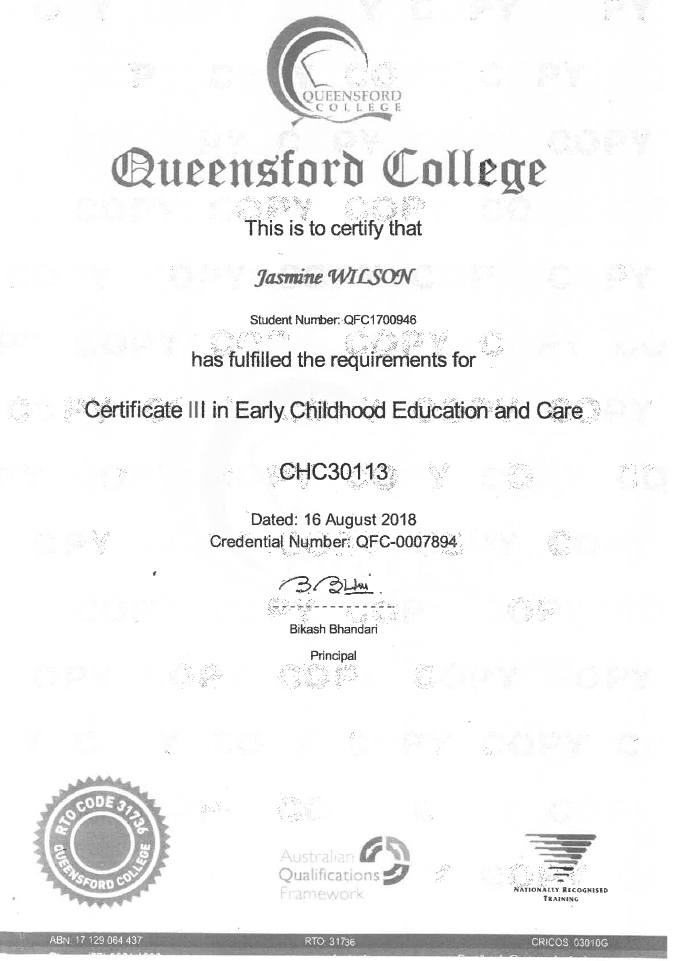 QUEENSFORD
COLLEGE
Queensford College
This is to certify that
Jasmine WILSON
Student Number: QFC1700946
has fulfilled the requirements for
Certificate III in Early Childhood Education and Care
CHC30113
Dated: 16 August 2018
Credential Number: QFC-0007894
Bikash Bhandari
Principal
RTO CODE 31736
QUEENSFORD COLLEGE
Australian
Qualifications
Framework
NATIONALLY RECOGNISED
TRAINING
ABN: 17 129 064 437 RTO 31736 CRICOS 03010G